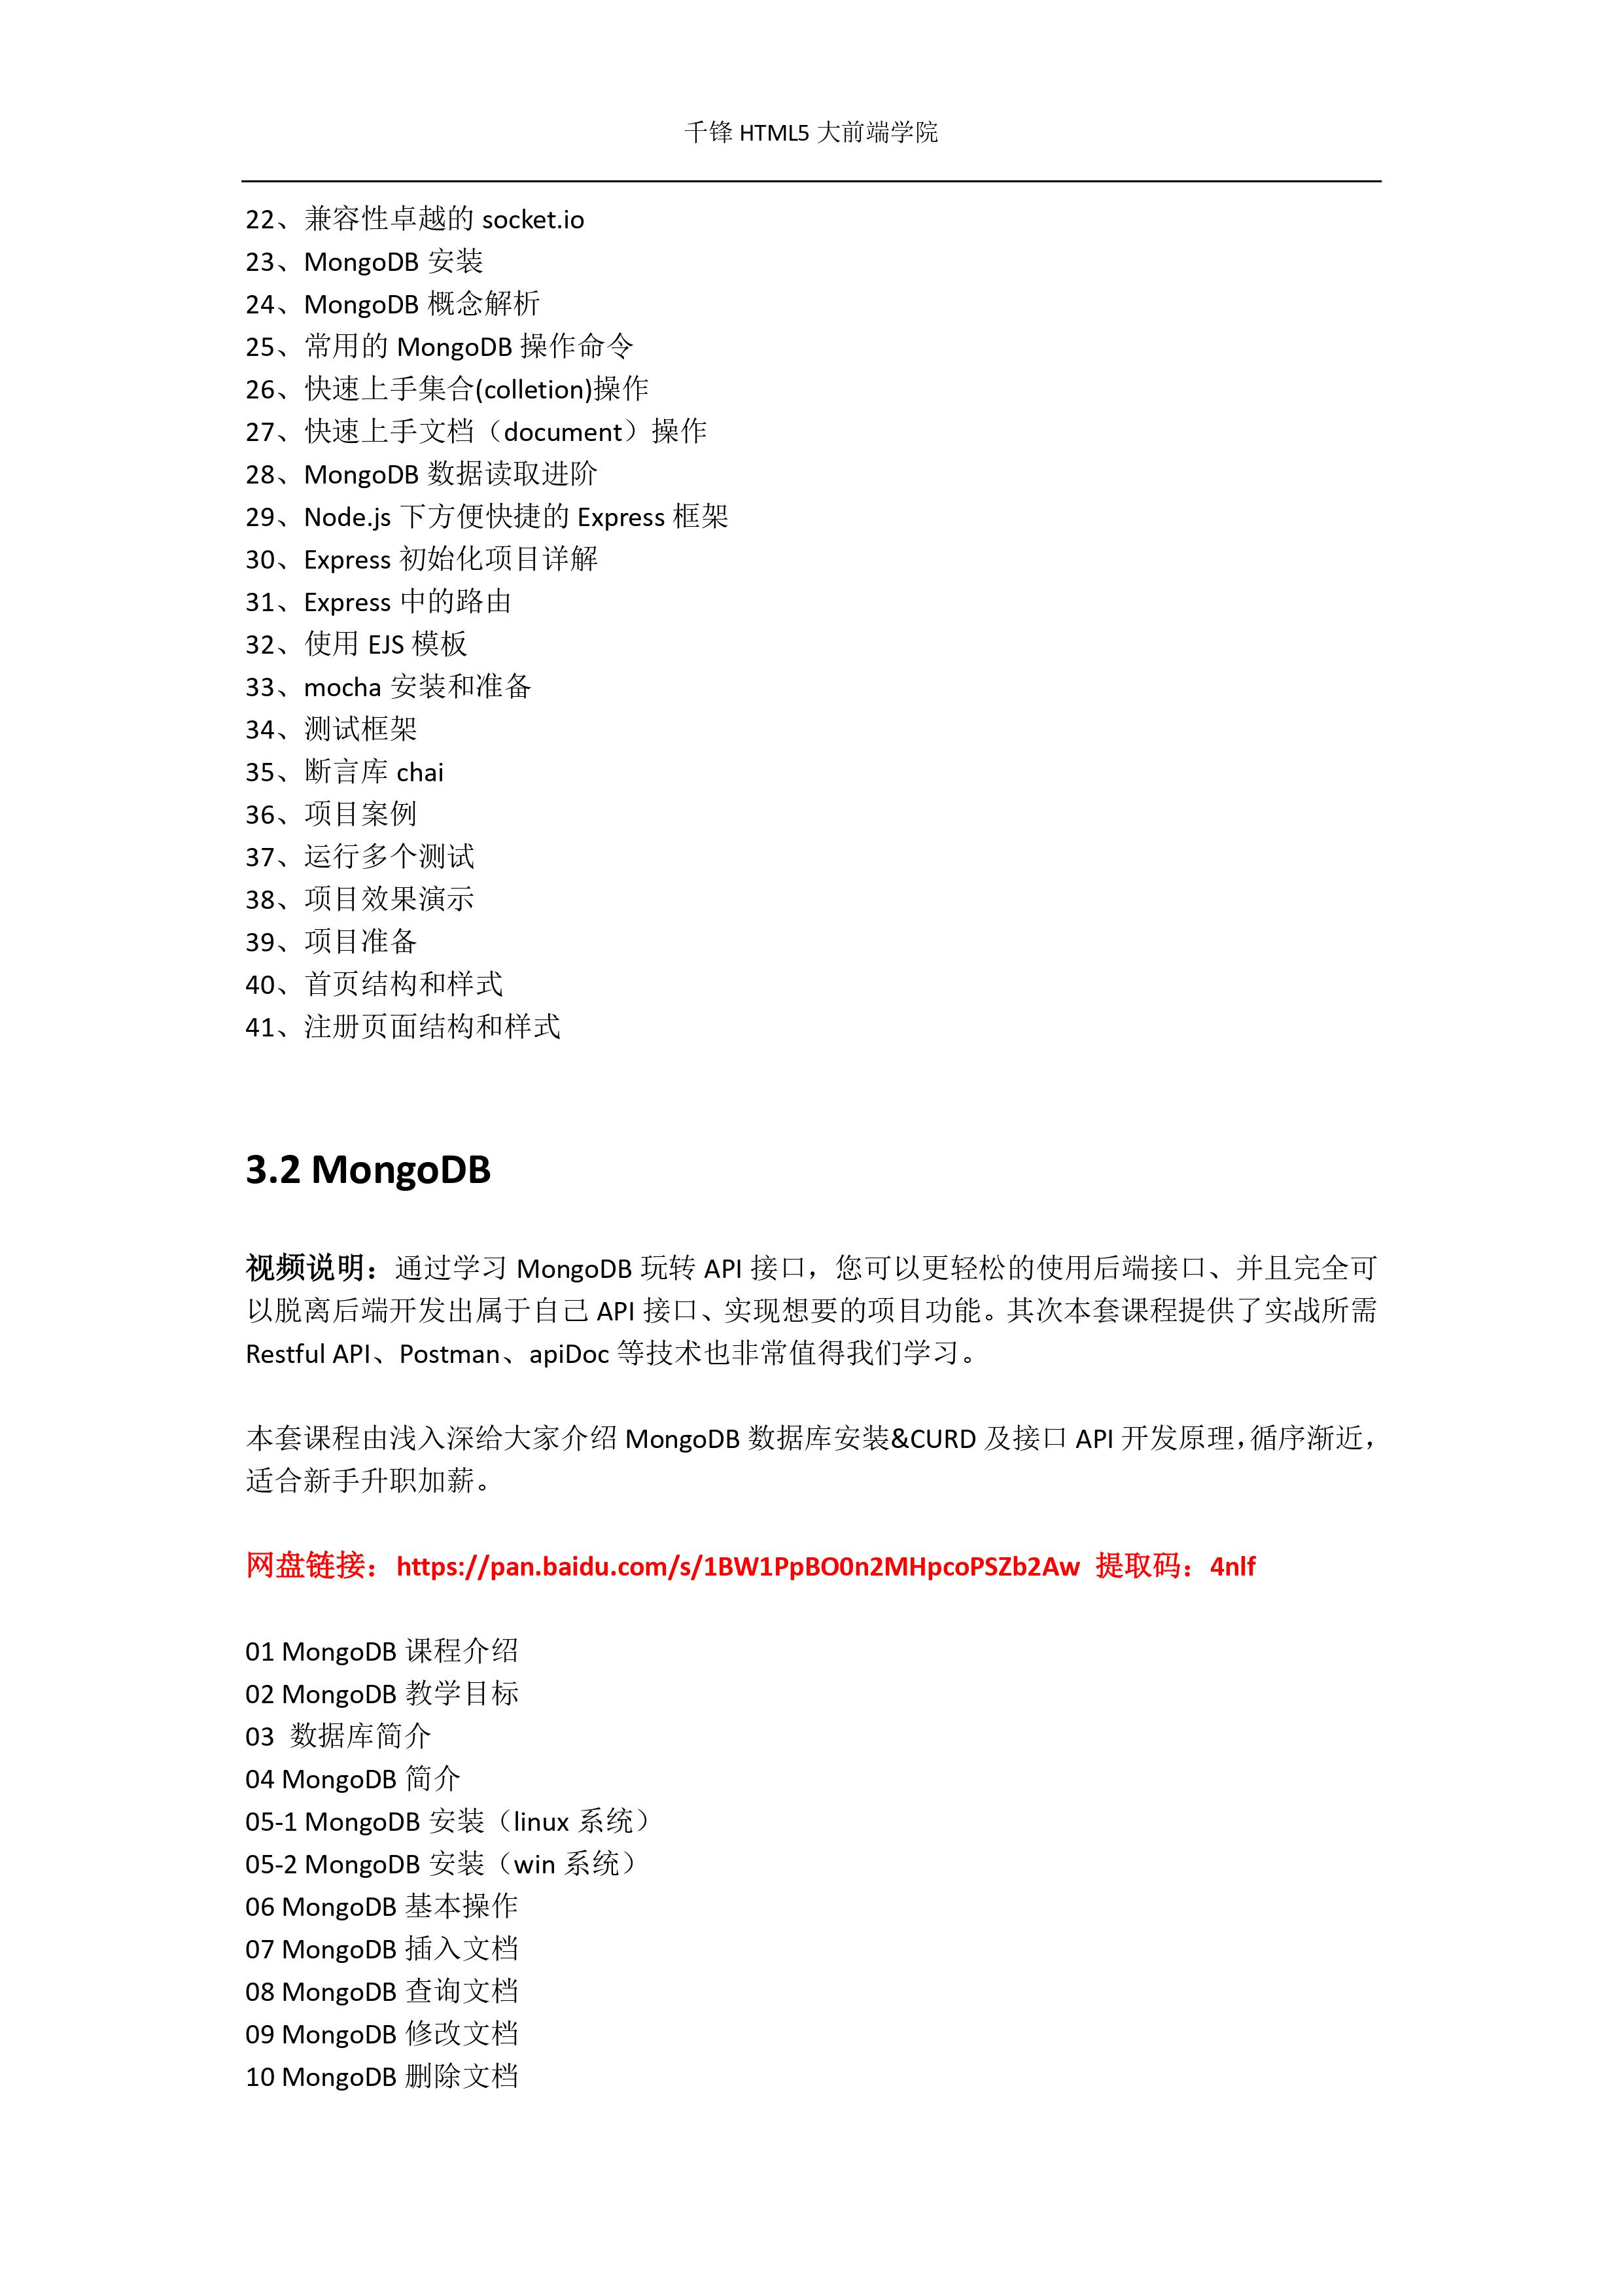 千锋 HTML5 大前端学院
22、兼容性卓越的 socket.io
23、MongoDB 安装
24、MongoDB 概念解析
25、常用的 MongoDB 操作命令
26、快速上手集合(colletion)操作
27、快速上手文档（document）操作
28、MongoDB 数据读取进阶
29、Node.js 下方便快捷的 Express 框架
30、Express 初始化项目详解
31、Express 中的路由
32、使用 EJS 模板
33、mocha 安装和准备
34、测试框架
35、断言库 chai
36、项目案例
37、运行多个测试
38、项目效果演示
39、项目准备
40、首页结构和样式
41、注册页面结构和样式
3.2 MongoDB
视频说明：通过学习 MongoDB 玩转 API 接口，您可以更轻松的使用后端接口、并且完全可
以脱离后端开发出属于自己 API 接口、实现想要的项目功能。其次本套课程提供了实战所需
Restful API、Postman、apiDoc 等技术也非常值得我们学习。
本套课程由浅入深给大家介绍 MongoDB 数据库安装&CURD 及接口 API 开发原理，循序渐近，
适合新手升职加薪。
网盘链接：https://pan.baidu.com/s/1BW1PpBO0n2MHpcoPSZb2Aw 提取码：4nlf
01 MongoDB 课程介绍
02 MongoDB 教学目标
03 数据库简介
04 MongoDB 简介
05-1 MongoDB 安装（linux 系统）
05-2 MongoDB 安装（win 系统）
06 MongoDB 基本操作
07 MongoDB 插入文档
08 MongoDB 查询文档
09 MongoDB 修改文档
10 MongoDB 删除文档